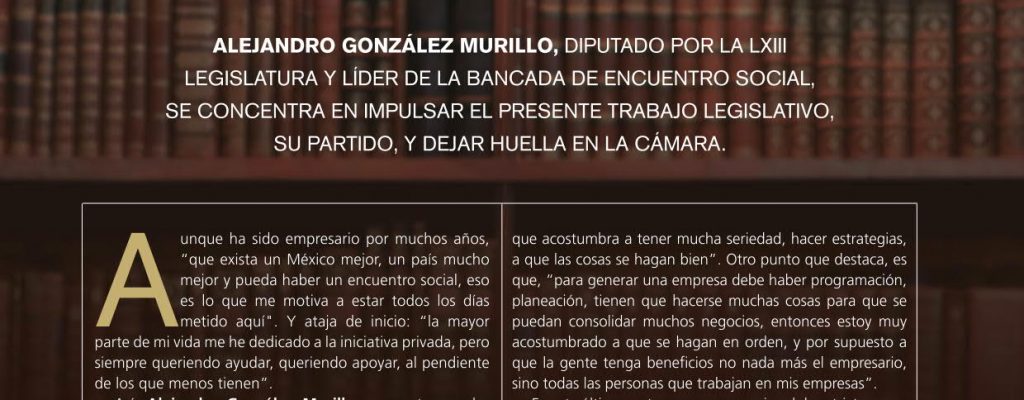 ALEJANDRO GONZÁLEZ MURILLO, DIPUTADO POR LA LXIII
LEGISLATURA Y LÍDER DE LA BANCADA DE ENCUENTRO SOCIAL,
SE CONCENTRA EN IMPULSAR EL PRESENTE TRABAJO LEGISLATIVO,
SU PARTIDO, Y DEJAR HUELLA EN LA CÁMARA.
Aunque ha sido empresario por muchos años,
“que exista un México mejor, un país mucho
mejor y pueda haber un encuentro social, eso
es lo que me motiva a estar todos los días
metido aquí". Y ataja de inicio: “la mayor
parte de mi vida me he dedicado a la iniciativa privada, pero
siempre queriendo ayudar, queriendo apoyar, al pendiente
de los que menos tienen”.
que acostumbra a tener mucha seriedad, hacer estrategias,
a que las cosas se hagan bien”. Otro punto que destaca, es
que, “para generar una empresa debe haber programación,
planeación, tienen que hacerse muchas cosas para que se
puedan consolidar muchos negocios, entonces estoy muy
acostumbrado a que se hagan en orden, y por supuesto a
que la gente tenga beneficios no nada más el empresario,
sino todas las personas que trabajan en mis empresas”.